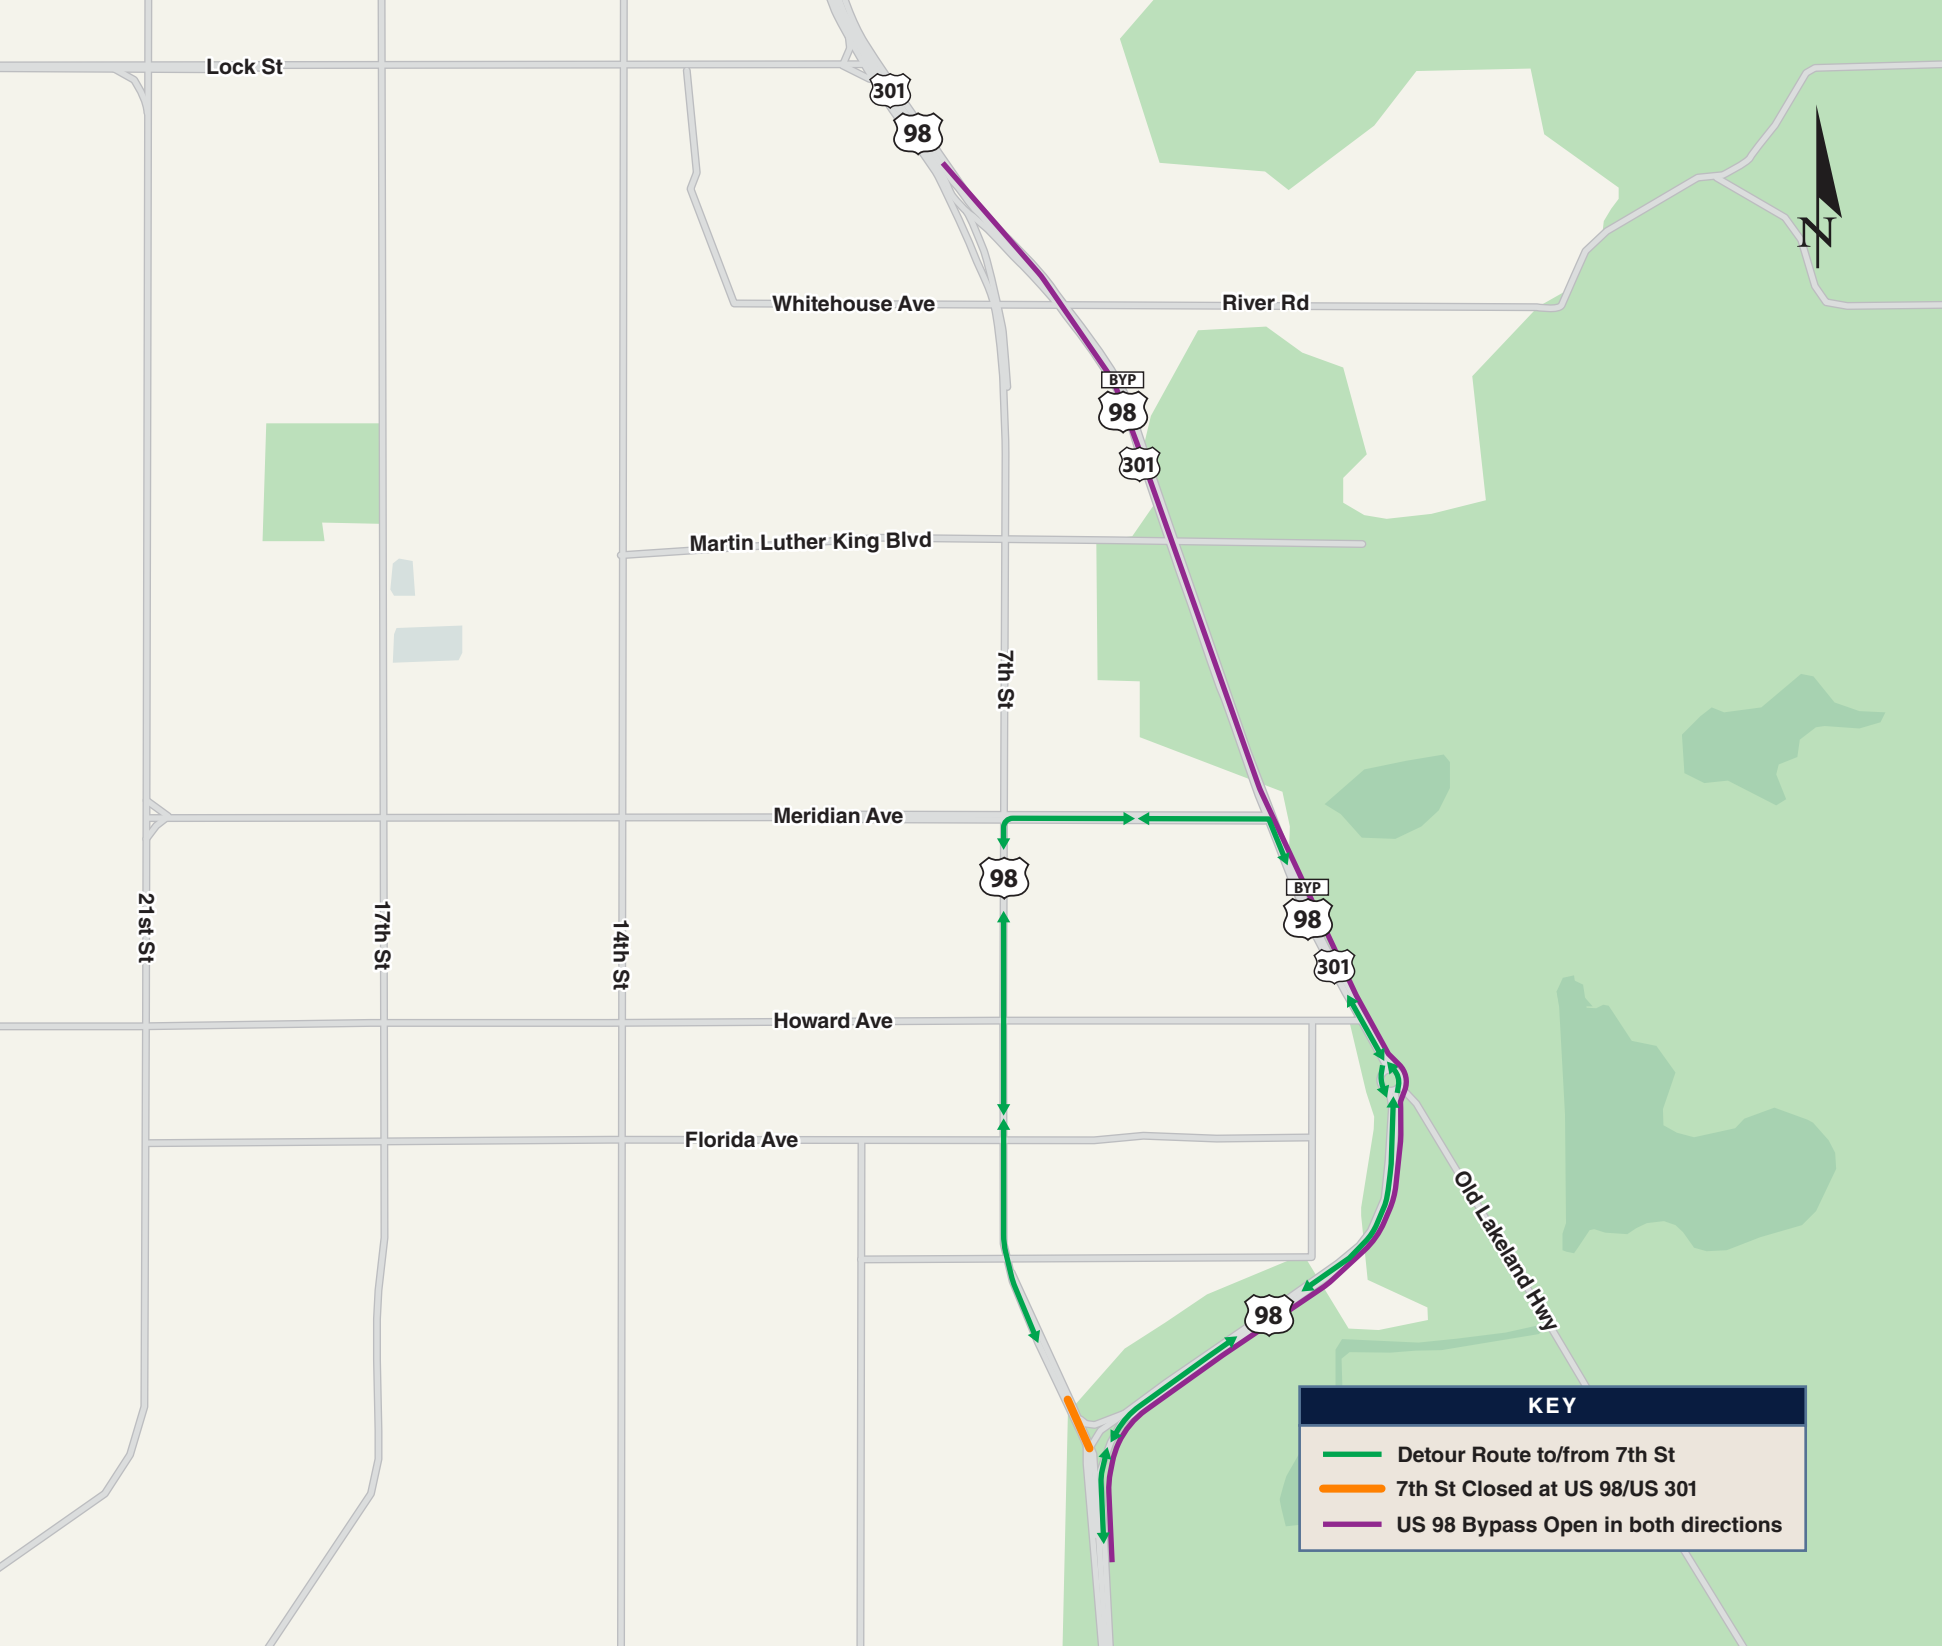 Lock St
301
98
N
Whitehouse Ave
River Rd
BYP
98
301
Martin Luther King Blvd
7th St
Meridian Ave
98
BYP
98
301
21st St
17th St
14th St
Howard Ave
Florida Ave
Old Lakeland Hwy
98
KEY
Detour Route to/from 7th St
7th St Closed at US 98/US 301
US 98 Bypass Open in both directions